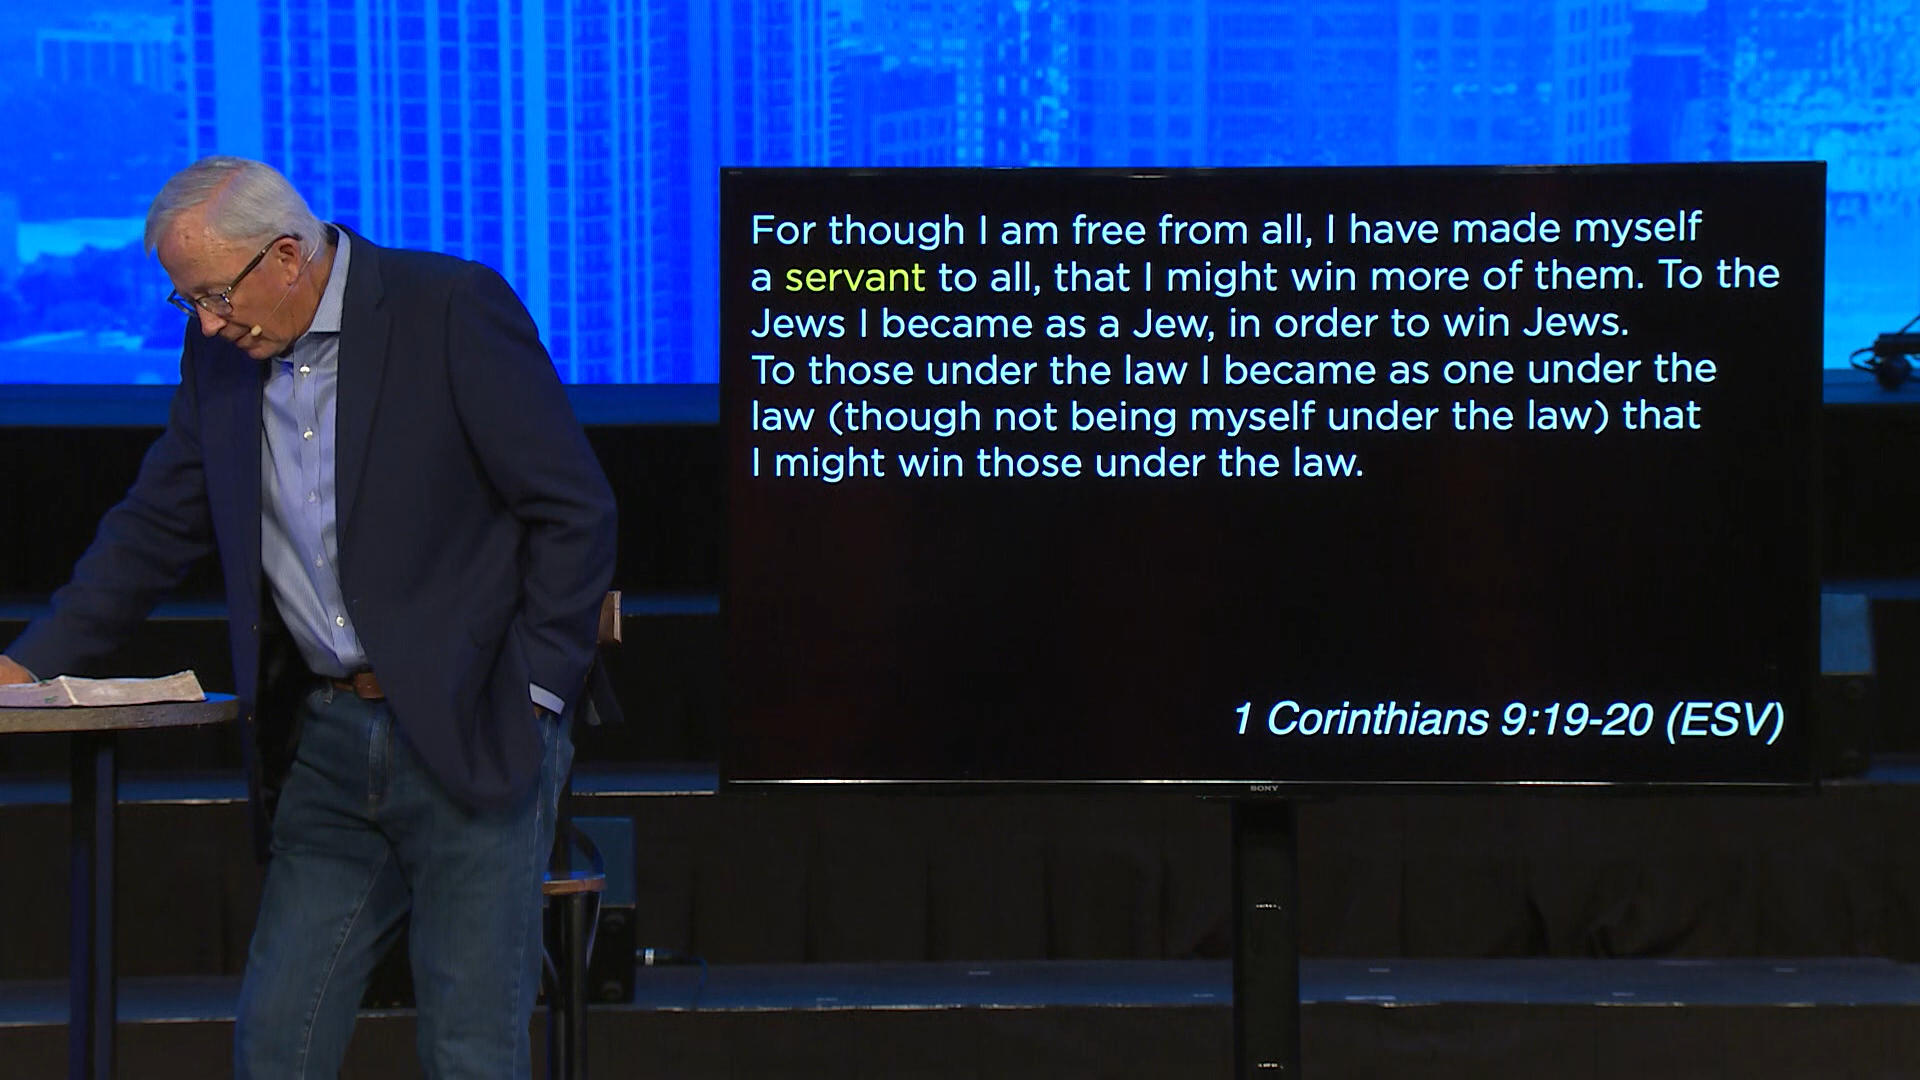 For though I am free from all, I have made myself
a servant to all, that I might win more of them. To the
Jews I became as a Jew, in order to win Jews.
To those under the law I became as one under the
law (though not being myself under the law) that
I might win those under the law.
1 Corinthians 9:19-20 (ESV)
SONY